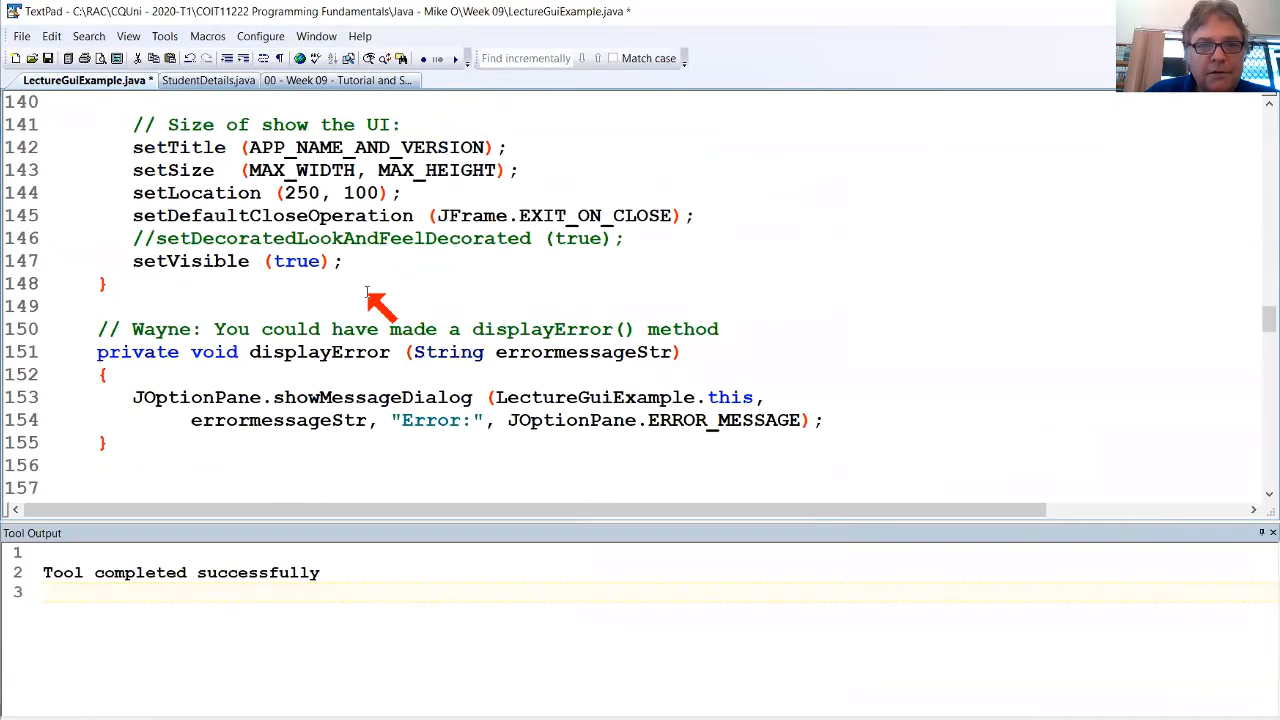 TextPad - C:\RAC\CQUni - 2020-T1\COIT11222 Programming Fundamentals\Java - Mike O\Week 09\LectureGuiExample.java *
File Edit Search View Tools Macros Configure Window Help
Find incrementally Match case
LectureGuiExample.java * StudentDetails.java 00 - Week 09 - Tutorial and S...
140
141 // Size of show the UI:
142 setTitle (APP_NAME_AND_VERSION);
143 setSize (MAX_WIDTH, MAX_HEIGHT);
144 setLocation (250, 100);
145 setDefaultCloseOperation (JFrame.EXIT_ON_CLOSE);
146 //setDecoratedLookAndFeelDecorated (true);
147 setVisible (true);
148 }
149
150 // Wayne: You could have made a displayError() method
151 private void displayError (String errormessageStr)
152 {
153 JOptionPane.showMessageDialog (LectureGuiExample.this,
154 errormessageStr, "Error:", JOptionPane.ERROR_MESSAGE);
155 }
156
157
Tool Output
1
2 Tool completed successfully
3